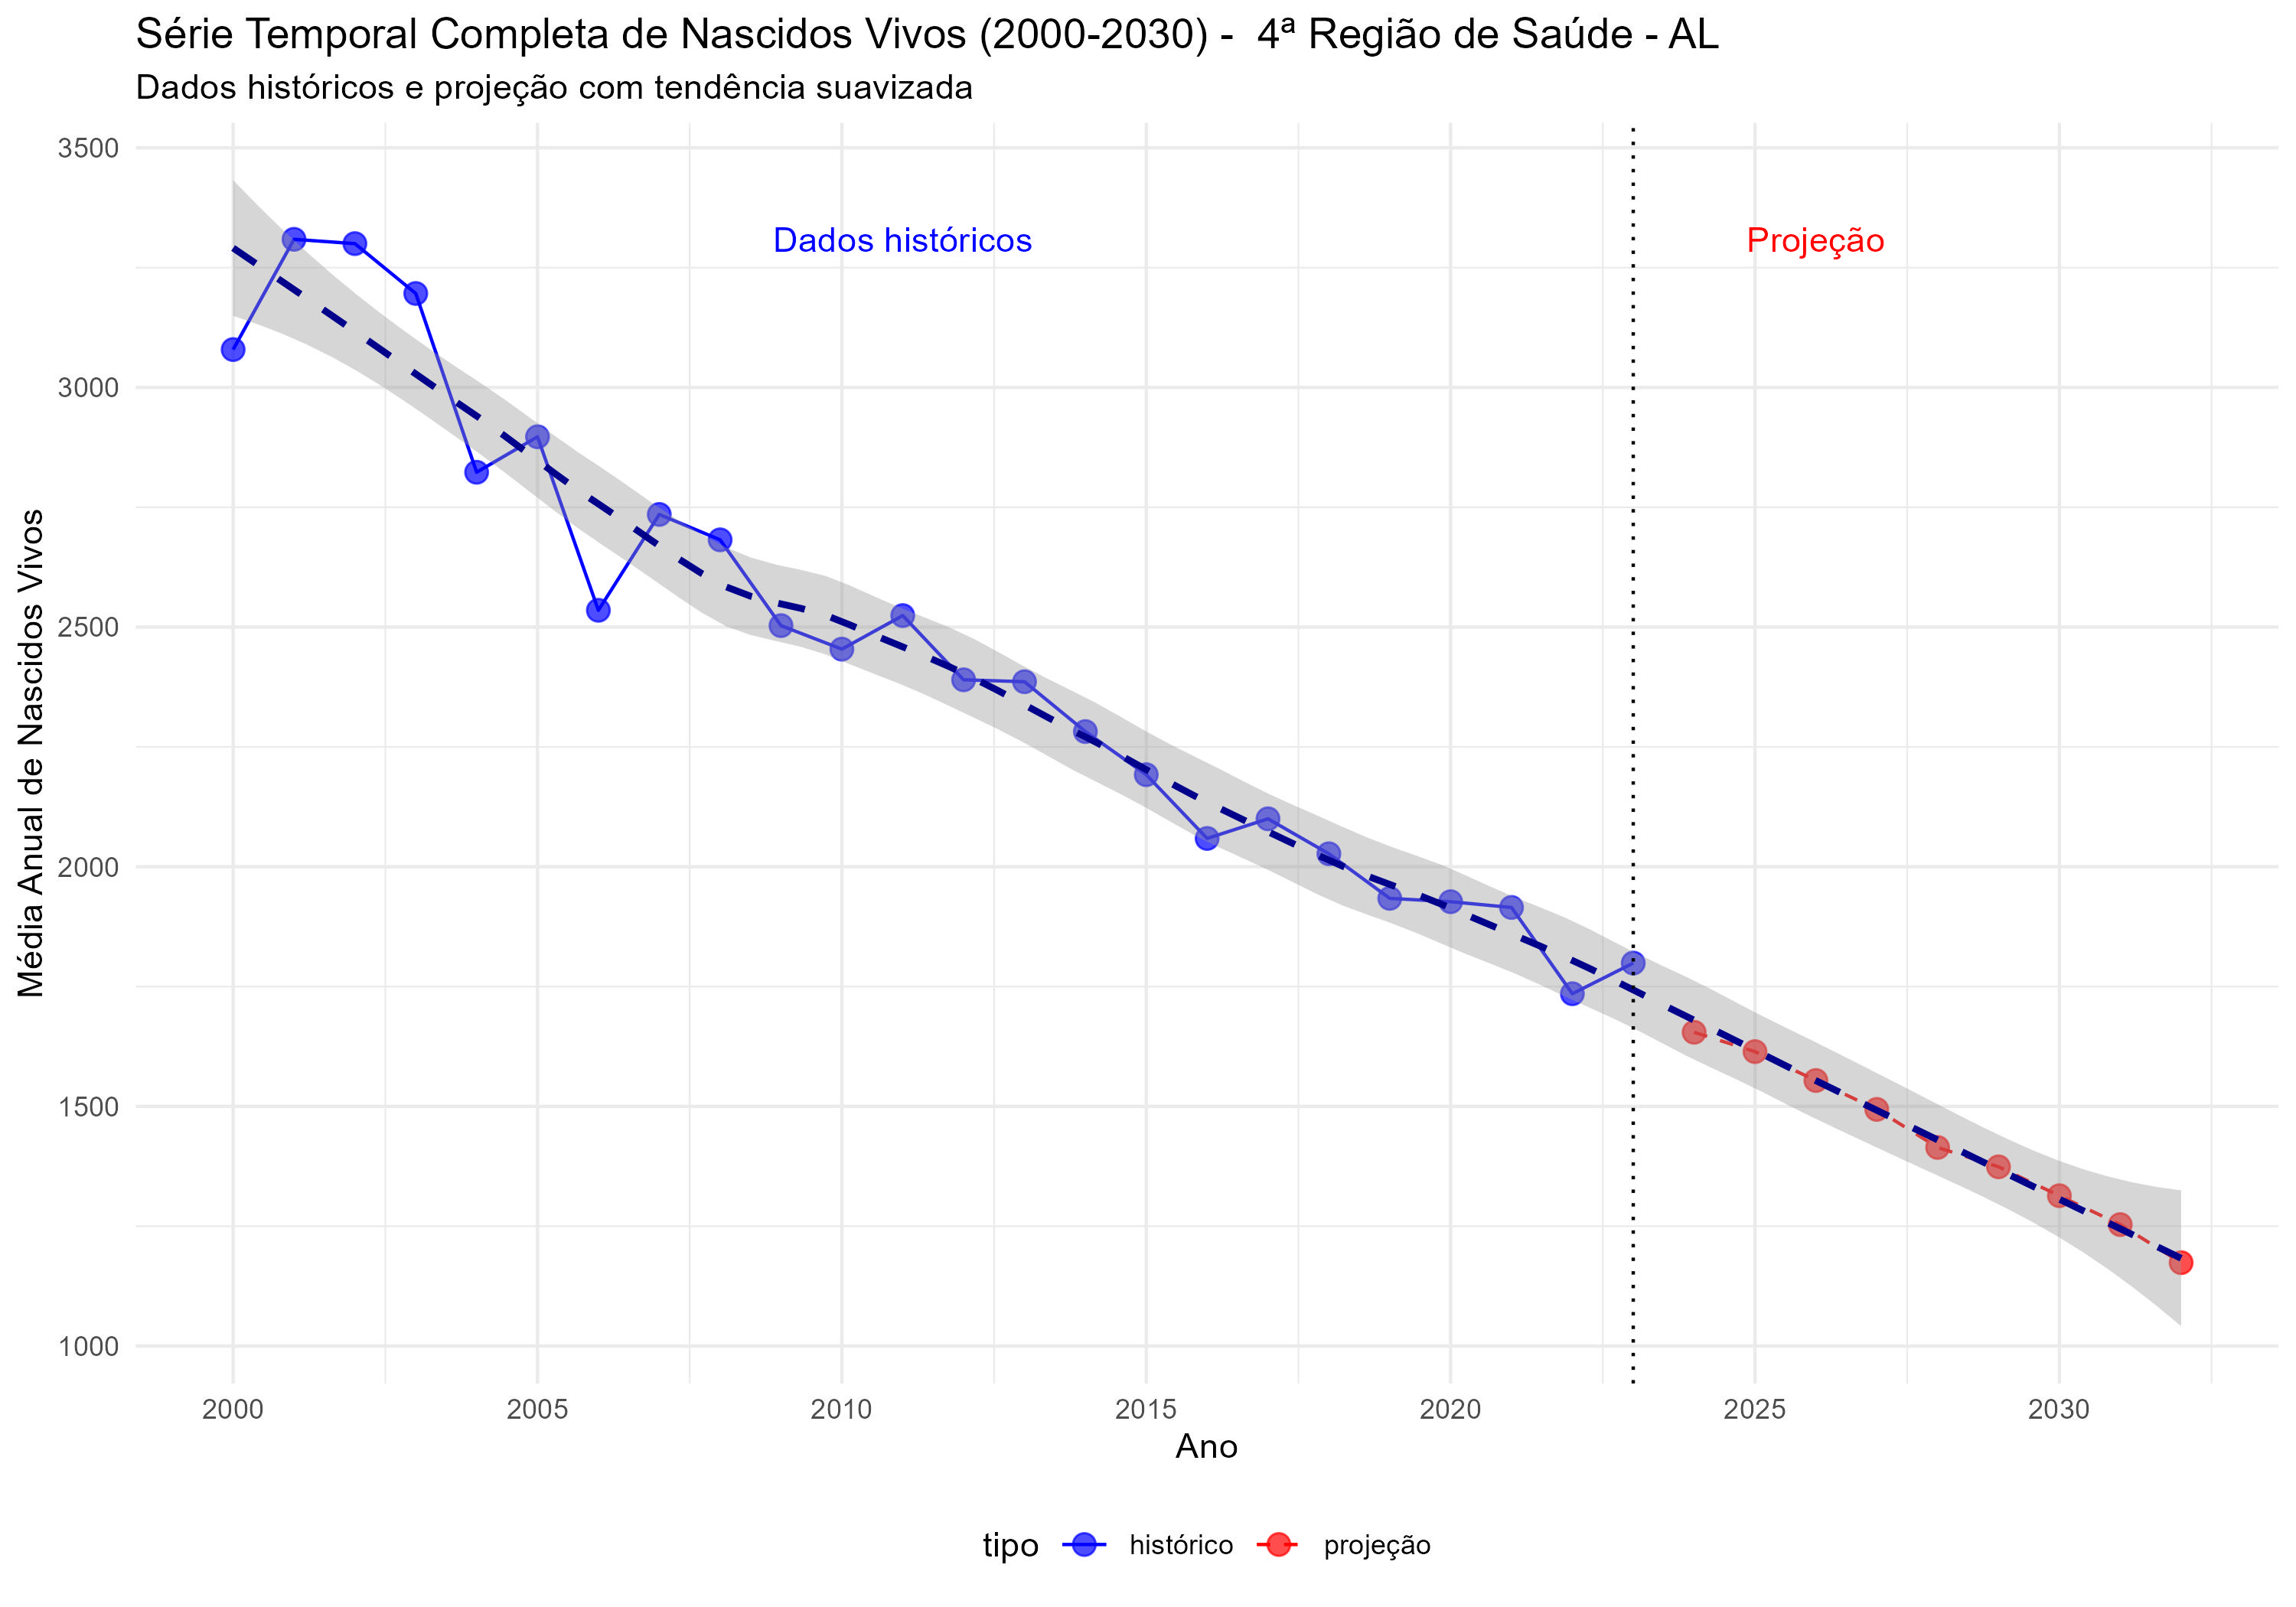 Série Temporal Completa de Nascidos Vivos (2000-2030) -  4ª Região de Saúde - AL
Dados históricos e projeção com tendência suavizada
Média Anual de Nascidos Vivos
3500
3000
2500
2000
1500
1000
Dados históricos
Projeção
2000
2005
2010
2015
2020
2025
2030
Ano
tipo
histórico
projeção